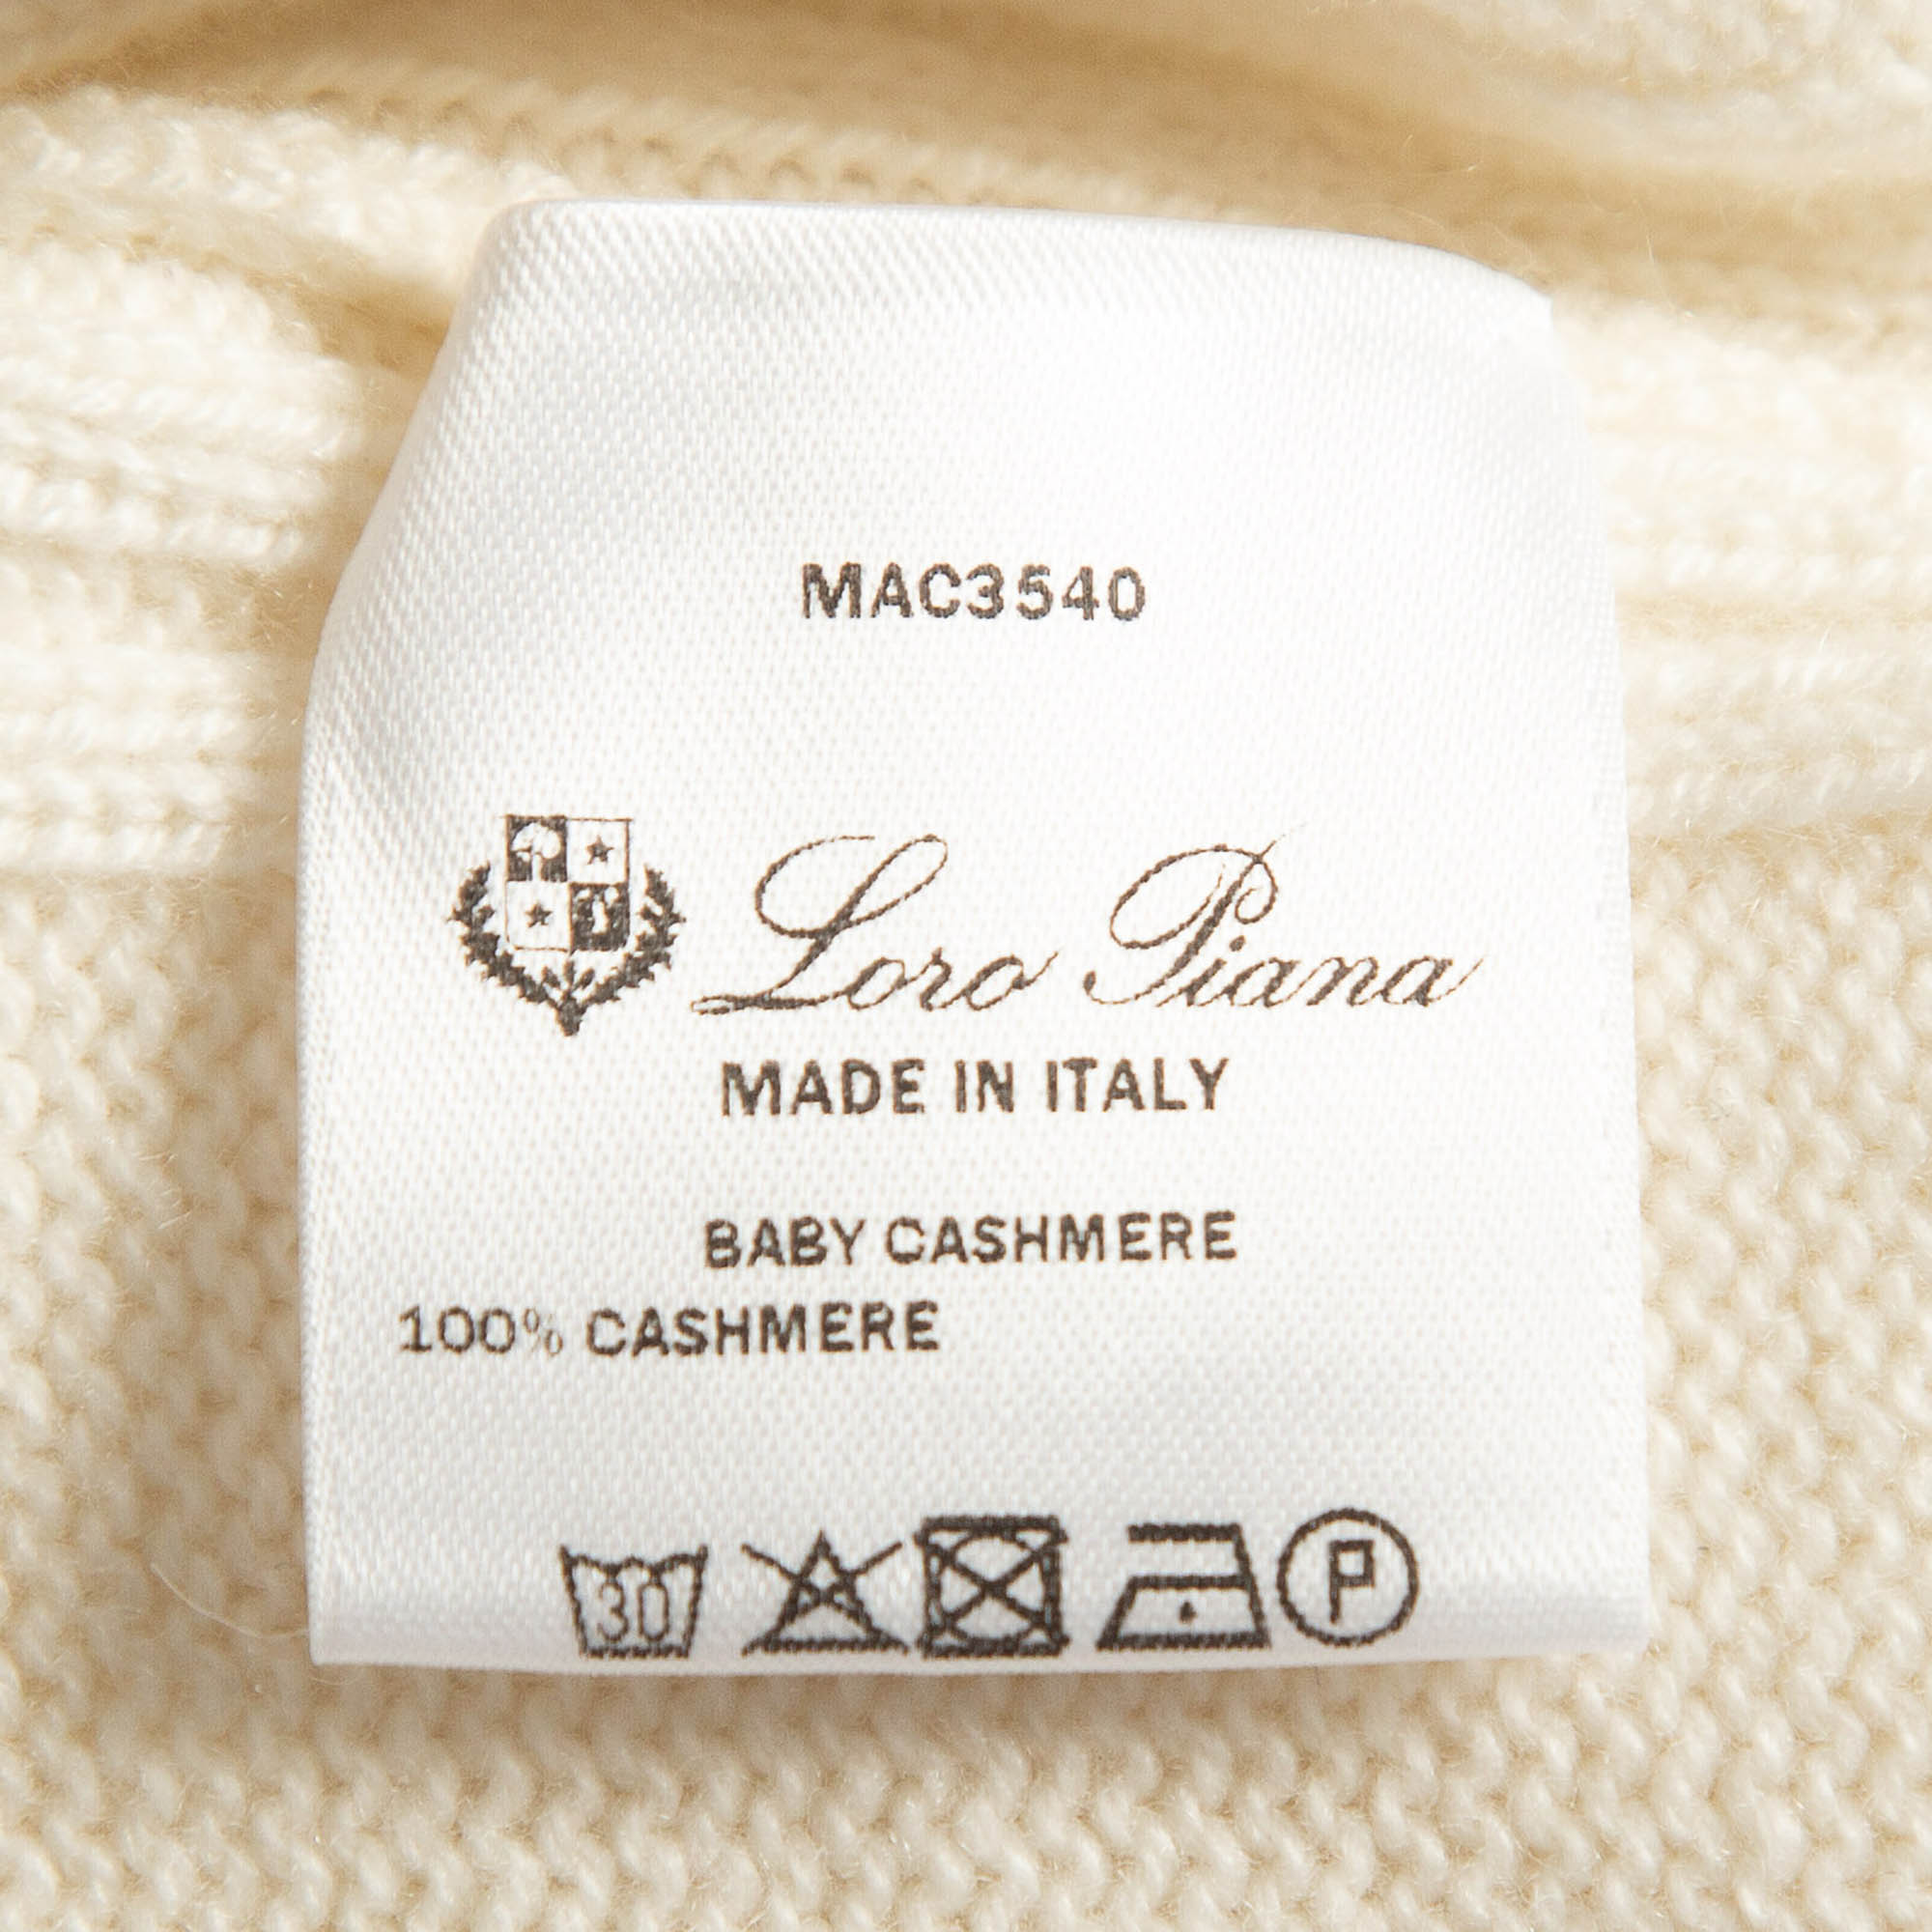 MAC3540
Loro Piana
MADE IN ITALY
BABY CASHMERE
100% CASHMERE
30 P